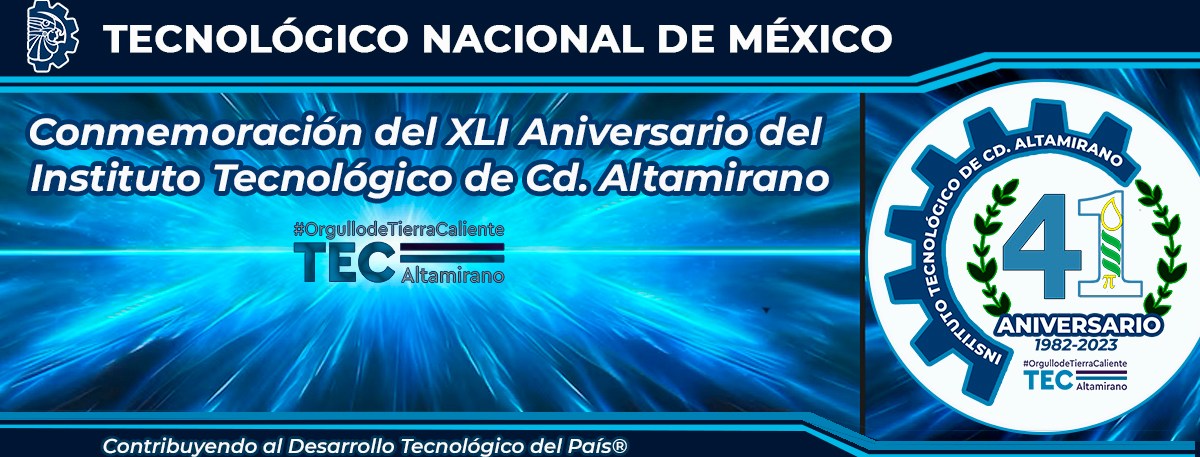 TECNOLÓGICO NACIONAL DE MÉXICO
Conmemoración del XLI Aniversario del
Instituto Tecnológico de Cd. Altamirano
#OrgullodeTierraCaliente
TEC Altamirano
Contribuyendo al Desarrollo Tecnológico del País®
INSTITUTO TECNOLÓGICO DE CD. ALTAMIRANO
41
π
ANIVERSARIO
1982-2023
#OrgullodeTierraCaliente
TEC Altamirano